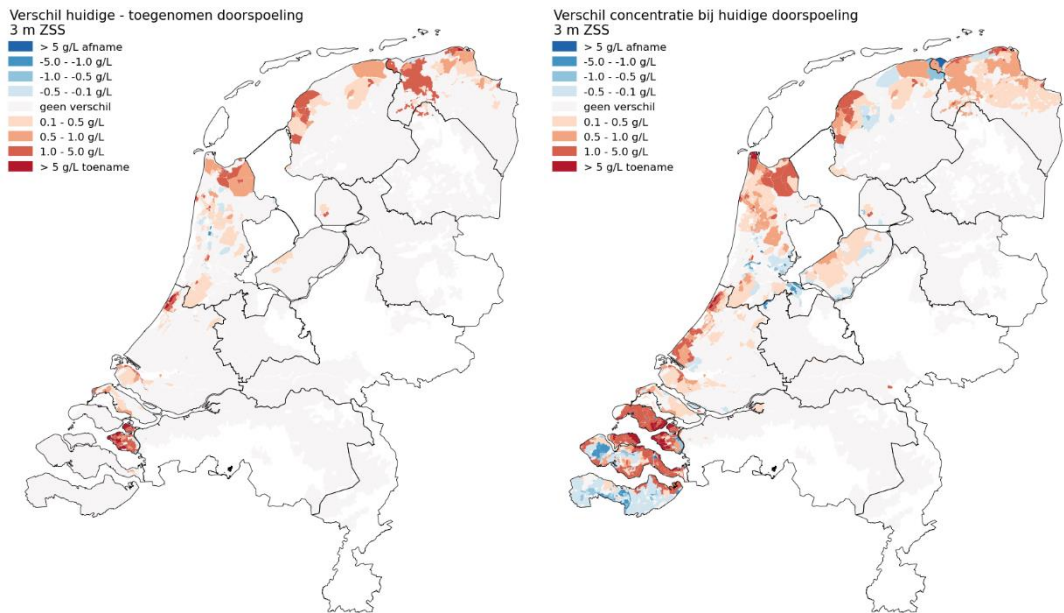 Verschil huidige - toegenomen doorspoeling
3 m ZSS
> 5 g/L afname
-5.0 - -1.0 g/L
-1.0 - -0.5 g/L
-0.5 - -0.1 g/L
geen verschil
0.1 - 0.5 g/L
0.5 - 1.0 g/L
1.0 - 5.0 g/L
> 5 g/L toename
Verschil concentratie bij huidige doorspoeling
3 m ZSS
> 5 g/L afname
-5.0 - -1.0 g/L
-1.0 - -0.5 g/L
-0.5 - -0.1 g/L
geen verschil
0.1 - 0.5 g/L
0.5 - 1.0 g/L
1.0 - 5.0 g/L
> 5 g/L toename